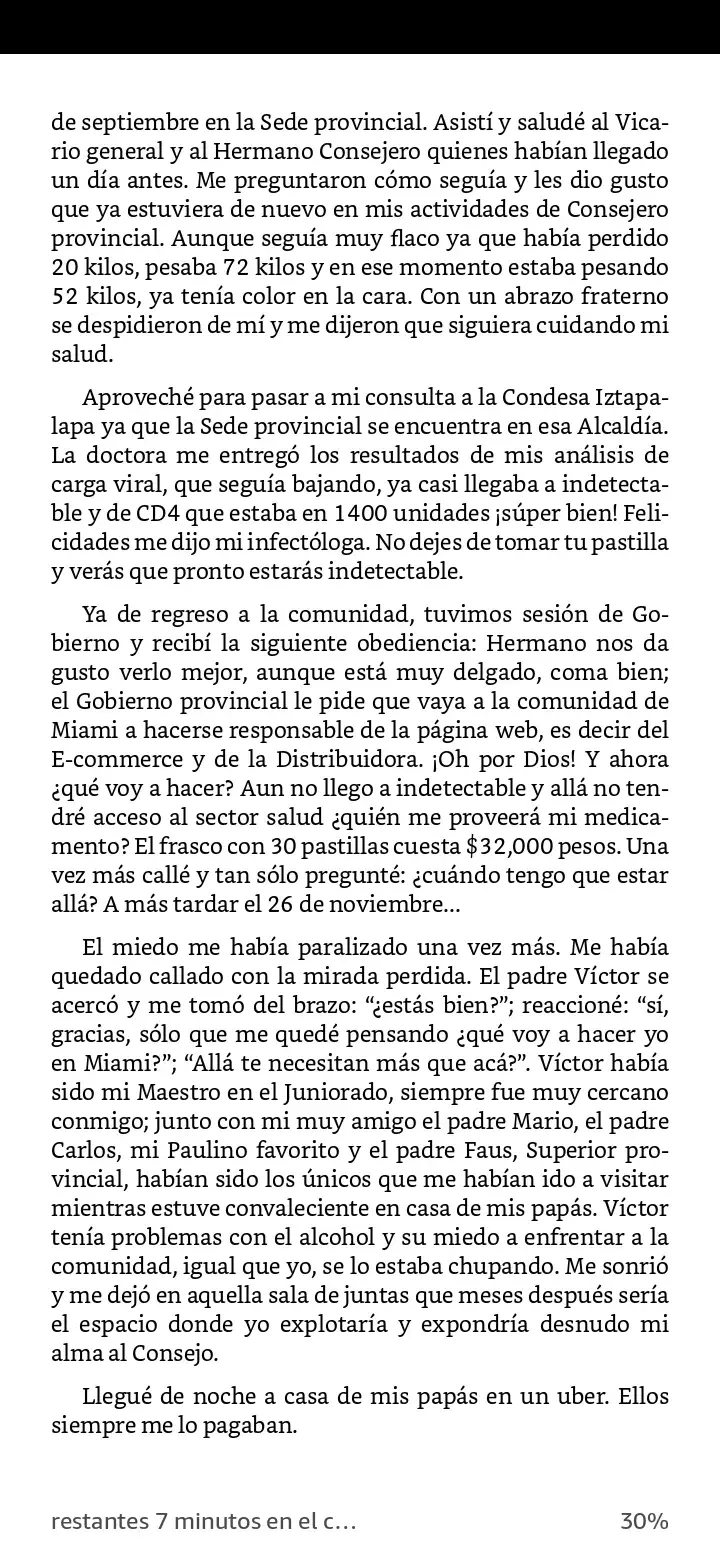 de septiembre en la Sede provincial. Asistí y saludé al Vica-
rio general y al Hermano Consejero quienes habían llegado
un día antes. Me preguntaron cómo seguía y les dio gusto
que ya estuviera de nuevo en mis actividades de Consejero
provincial. Aunque seguía muy flaco ya que había perdido
20 kilos, pesaba 72 kilos y en ese momento estaba pesando
52 kilos, ya tenía color en la cara. Con un abrazo fraterno
se despidieron de mí y me dijeron que siguiera cuidando mi
salud.
Aproveché para pasar a mi consulta a la Condesa Iztapa-
lapa ya que la Sede provincial se encuentra en esa Alcaldía.
La doctora me entregó los resultados de mis análisis de
carga viral, que seguía bajando, ya casi llegaba a indetecta-
ble y de CD4 que estaba en 1400 unidades ¡súper bien! Feli-
cidades me dijo mi infectóloga. No dejes de tomar tu pastilla
y verás que pronto estarás indetectable.
Ya de regreso a la comunidad, tuvimos sesión de Go-
bierno y recibí la siguiente obediencia: Hermano nos da
gusto verlo mejor, aunque está muy delgado, coma bien;
el Gobierno provincial le pide que vaya a la comunidad de
Miami a hacerse responsable de la página web, es decir del
E-commerce y de la Distribuidora. ¡Oh por Dios! Y ahora
¿qué voy a hacer? Aun no llego a indetectable y allá no ten-
dré acceso al sector salud ¿quién me proveerá mi medica-
mento? El frasco con 30 pastillas cuesta $32,000 pesos. Una
vez más callé y tan sólo pregunté: ¿cuándo tengo que estar
allá? A más tardar el 26 de noviembre...
El miedo me había paralizado una vez más. Me había
quedado callado con la mirada perdida. El padre Víctor se
acercó y me tomó del brazo: “¿estás bien?”; reaccioné: “sí,
gracias, sólo que me quedé pensando ¿qué voy a hacer yo
en Miami?”; “Allá te necesitan más que acá?”. Víctor había
sido mi Maestro en el Juniorado, siempre fue muy cercano
conmigo; junto con mi muy amigo el padre Mario, el padre
Carlos, mi Paulino favorito y el padre Faus, Superior pro-
vincial, habían sido los únicos que me habían ido a visitar
mientras estuve convaleciente en casa de mis papás. Víctor
tenía problemas con el alcohol y su miedo a enfrentar a la
comunidad, igual que yo, se lo estaba chupando. Me sonrió
y me dejó en aquella sala de juntas que meses después sería
el espacio donde yo explotaría y expondría desnudo mi
alma al Consejo.
Llegué de noche a casa de mis papás en un uber. Ellos
siempre me lo pagaban.
restantes 7 minutos en el c... 30%